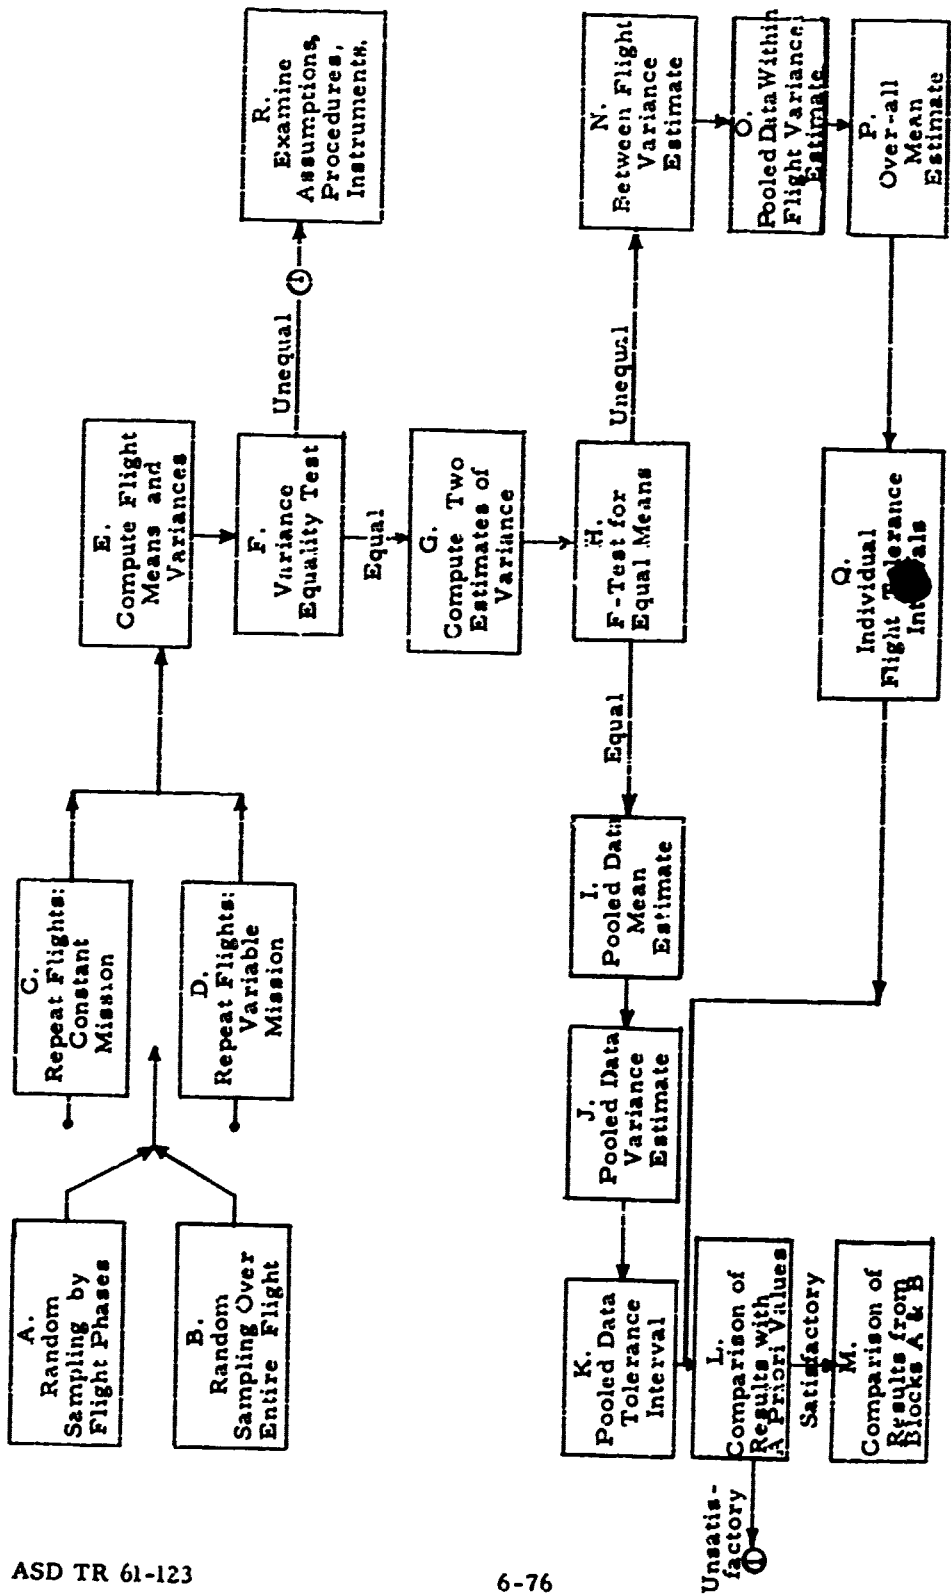 A.
Random
Sampling by
Flight Phases
B.
Random
Sampling Over
Entire Flight
C.
Repeat Flights:
Constant
Mission
D.
Repeat Flights:
Variable
Mission
E.
Compute Flight
Means and
Variances
F.
Variance
Equality Test
Unequal
1
R.
Examine
Assumptions,
Procedures,
Instruments.
Equal
G.
Compute Two
Estimates of
Variance
H.
F-Test for
Equal Means
Equal
Unequal
I.
Pooled Data
Mean
Estimate
J.
Pooled Data
Variance
Estimate
K.
Pooled Data
Tolerance
Interval
L.
Comparison of
Results with
A Priori Values
Satisfactory
Unsatis-
factory
1
M.
Comparison of
Results from
Blocks A & B
N.
Between Flight
Variance
Estimate
O.
Pooled Data Within
Flight Variance
Estimate
P.
Over-all
Mean
Estimate
Q.
Individual
Flight Tolerance
ASD TR 61-123
6-76